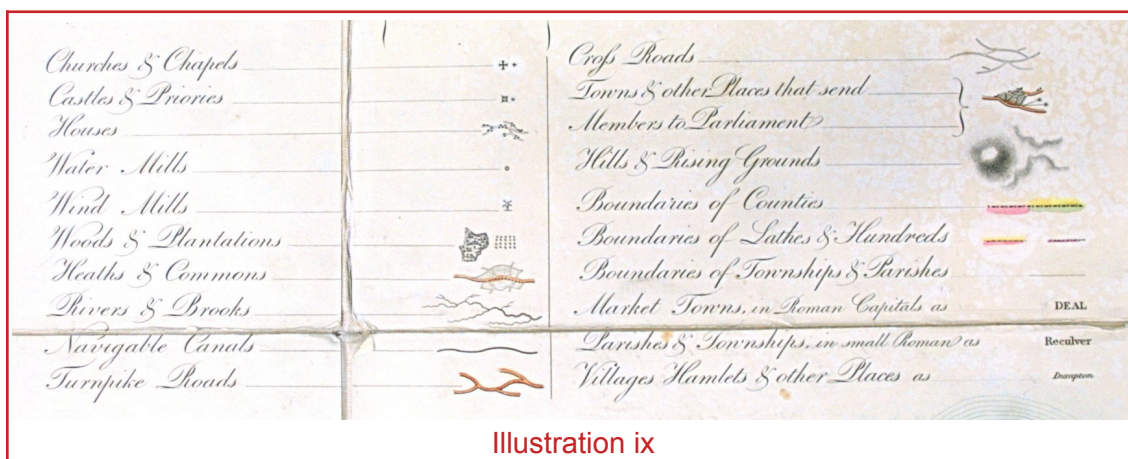 Churches & Chapels
Castles & Priories
Houses
Water Mills
Wind Mills
Woods & Plantations
Heaths & Commons
Rivers & Brooks
Navigable Canals
Turnpike Roads
Croſs Roads
Towns & other Places that send
Members to Parliament
Hills & Rising Grounds
Boundaries of Counties
Boundaries of Lathes & Hundreds
Boundaries of Townships & Parishes
Market Towns, in Roman Capitals as DEAL
Parishes & Townships, in small Roman as Reculver
Villages Hamlets & other Places as Dumpton
Illustration ix